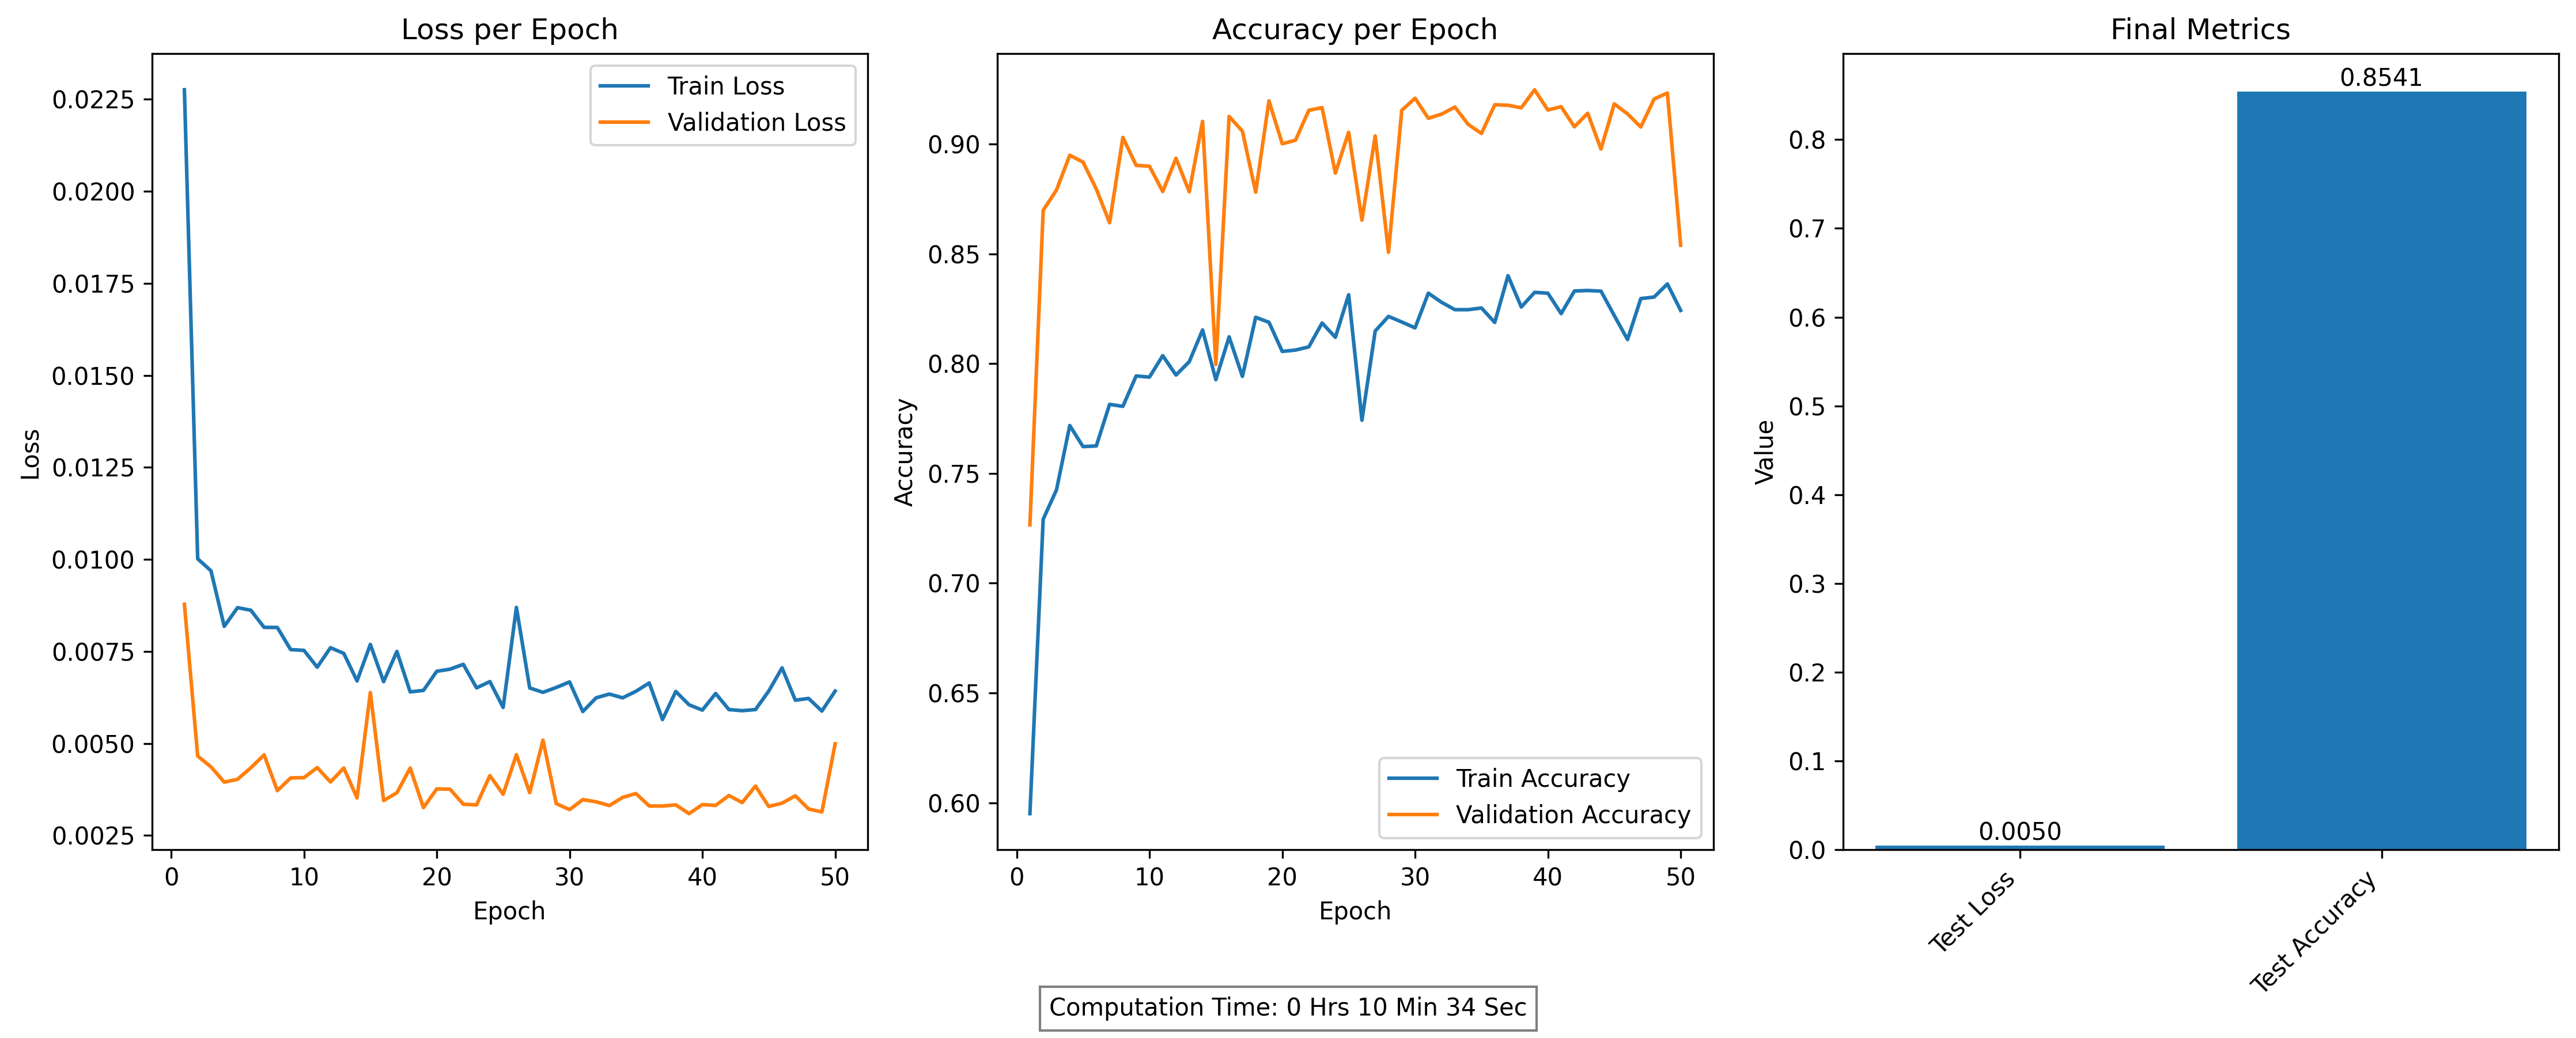 Loss per Epoch
0.0225
0.0200
0.0175
0.0150
0.0125
0.0100
0.0075
0.0050
0.0025
Loss
Train Loss
Validation Loss
0 10 20 30 40 50
Epoch
Accuracy per Epoch
0.90
0.85
0.80
0.75
0.70
0.65
0.60
Accuracy
Train Accuracy
Validation Accuracy
0 10 20 30 40 50
Epoch
Final Metrics
0.8
0.7
0.6
0.5
0.4
0.3
0.2
0.1
0.0
Value
0.0050
0.8541
Test Loss
Test Accuracy
Computation Time: 0 Hrs 10 Min 34 Sec